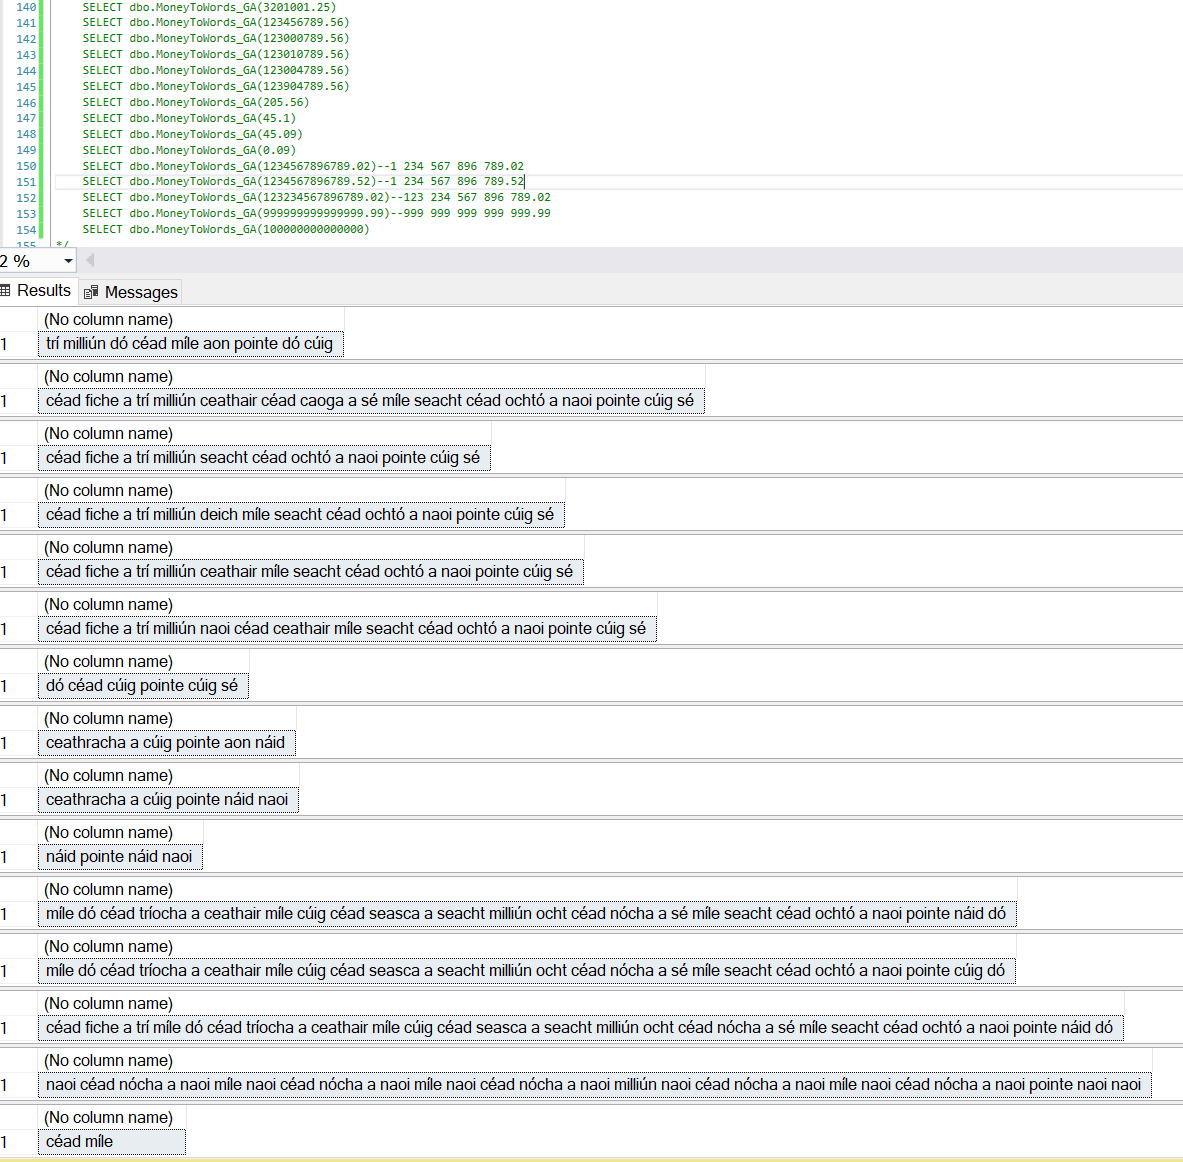 140 SELECT dbo.MoneyToWords_GA(3201001.25)
141 SELECT dbo.MoneyToWords_GA(123456789.56)
142 SELECT dbo.MoneyToWords_GA(123000789.56)
143 SELECT dbo.MoneyToWords_GA(123010789.56)
144 SELECT dbo.MoneyToWords_GA(123004789.56)
145 SELECT dbo.MoneyToWords_GA(123904789.56)
146 SELECT dbo.MoneyToWords_GA(205.56)
147 SELECT dbo.MoneyToWords_GA(45.1)
148 SELECT dbo.MoneyToWords_GA(45.09)
149 SELECT dbo.MoneyToWords_GA(0.09)
150 SELECT dbo.MoneyToWords_GA(1234567896789.02)--1 234 567 896 789.02
151 SELECT dbo.MoneyToWords_GA(1234567896789.52)--1 234 567 896 789.52
152 SELECT dbo.MoneyToWords_GA(123234567896789.02)--123 234 567 896 789.02
153 SELECT dbo.MoneyToWords_GA(999999999999999.99)--999 999 999 999 999.99
154 SELECT dbo.MoneyToWords_GA(100000000000000)
155 */
2 %
Results Messages
(No column name)
1 trí milliún dó céad míle aon pointe dó cúig
(No column name)
1 céad fiche a trí milliún ceathair céad caoga a sé míle seacht céad ochtó a naoi pointe cúig sé
(No column name)
1 céad fiche a trí milliún seacht céad ochtó a naoi pointe cúig sé
(No column name)
1 céad fiche a trí milliún deich míle seacht céad ochtó a naoi pointe cúig sé
(No column name)
1 céad fiche a trí milliún ceathair míle seacht céad ochtó a naoi pointe cúig sé
(No column name)
1 céad fiche a trí milliún naoi céad ceathair míle seacht céad ochtó a naoi pointe cúig sé
(No column name)
1 dó céad cúig pointe cúig sé
(No column name)
1 ceathracha a cúig pointe aon náid
(No column name)
1 ceathracha a cúig pointe náid naoi
(No column name)
1 náid pointe náid naoi
(No column name)
1 míle dó céad tríocha a ceathair míle cúig céad seasca a seacht milliún ocht céad nócha a sé míle seacht céad ochtó a naoi pointe náid dó
(No column name)
1 míle dó céad tríocha a ceathair míle cúig céad seasca a seacht milliún ocht céad nócha a sé míle seacht céad ochtó a naoi pointe cúig dó
(No column name)
1 céad fiche a trí míle dó céad tríocha a ceathair míle cúig céad seasca a seacht milliún ocht céad nócha a sé míle seacht céad ochtó a naoi pointe náid dó
(No column name)
1 naoi céad nócha a naoi míle naoi céad nócha a naoi míle naoi céad nócha a naoi milliún naoi céad nócha a naoi míle naoi céad nócha a naoi pointe naoi naoi
(No column name)
1 céad míle